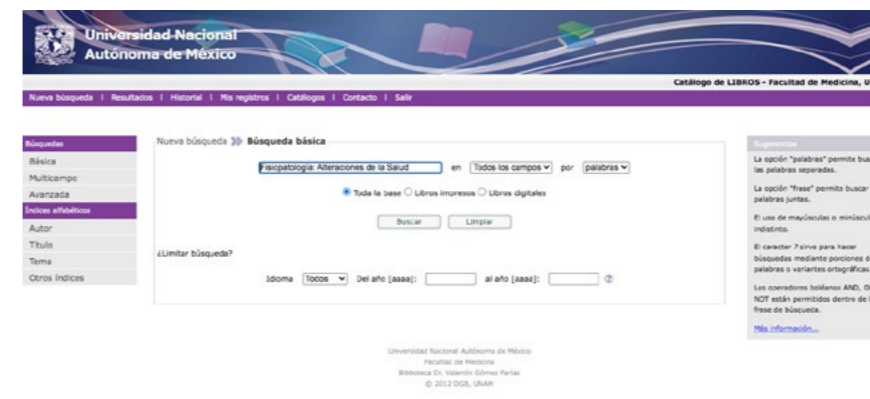 Universidad Nacional
Autónoma de México
Catálogo de LIBROS - Facultad de Medicina, U
Nueva búsqueda | Resultados | Historial | Mis registros | Catálogos | Contacto | Salir
Búsquedas
Básica
Multicampo
Avanzada
Índices alfabéticos
Autor
Título
Tema
Otros índices
Nueva búsqueda Búsqueda básica
Fisiopatología: Alteraciones de la Salud en Todos los campos por palabras
Toda la base Libros impresos Libros digitales
Buscar Limpiar
¿Limitar búsqueda?
Idioma Todos Del año [aaaa]: al año [aaaa]:
Sugerencias
La opción "palabras" permite bus
las palabras separadas.
La opción "frase" permite buscar
palabras juntas.
El uso de mayúsculas o minúscul
indistinto.
El caracter ? sirve para hacer
búsquedas mediante porciones d
palabras o variantes ortográficas.
Los operadores boléanos AND, O
NOT están permitidos dentro de l
frase de búsqueda.
Más información...
Universidad Nacional Autónoma de México
Facultad de Medicina
Biblioteca Dr. Valentín Gómez Farías
© 2012 DGB, UNAM